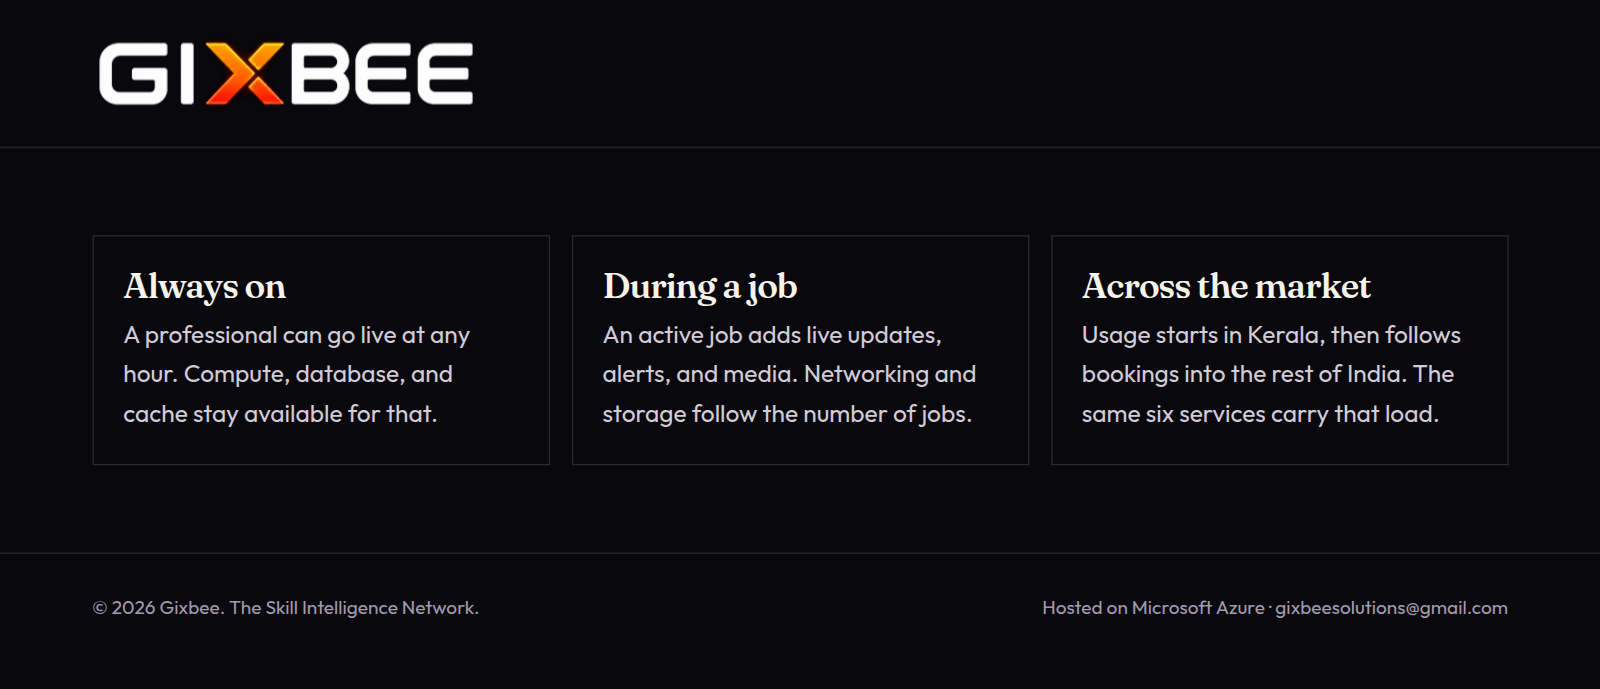 GIXBEE
Always on
A professional can go live at any
hour. Compute, database, and
cache stay available for that.
During a job
An active job adds live updates,
alerts, and media. Networking and
storage follow the number of jobs.
Across the market
Usage starts in Kerala, then follows
bookings into the rest of India. The
same six services carry that load.
© 2026 Gixbee. The Skill Intelligence Network.
Hosted on Microsoft Azure · gixbeesolutions@gmail.com